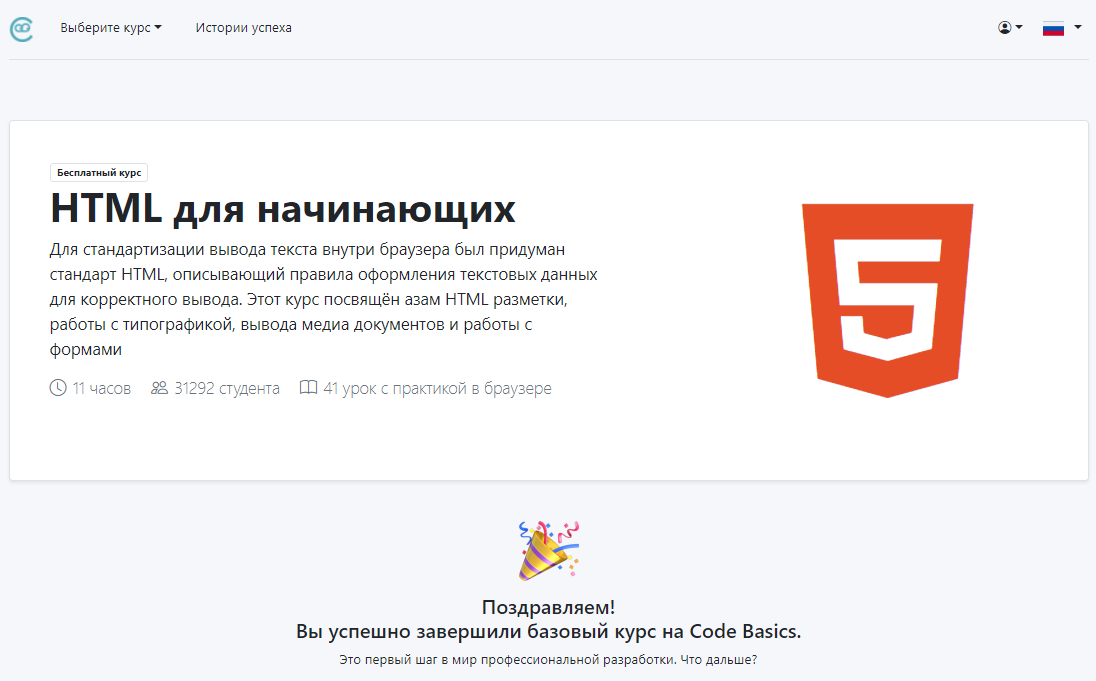 Выберите курс
Истории успеха
Бесплатный курс
HTML для начинающих
Для стандартизации вывода текста внутри браузера был придуман
стандарт HTML, описывающий правила оформления текстовых данных
для корректного вывода. Этот курс посвящён азам HTML разметки,
работы с типографикой, вывода медиа документов и работы с
формами
11 часов 31292 студента 41 урок с практикой в браузере
Поздравляем!
Вы успешно завершили базовый курс на Code Basics.
Это первый шаг в мир профессиональной разработки. Что дальше?